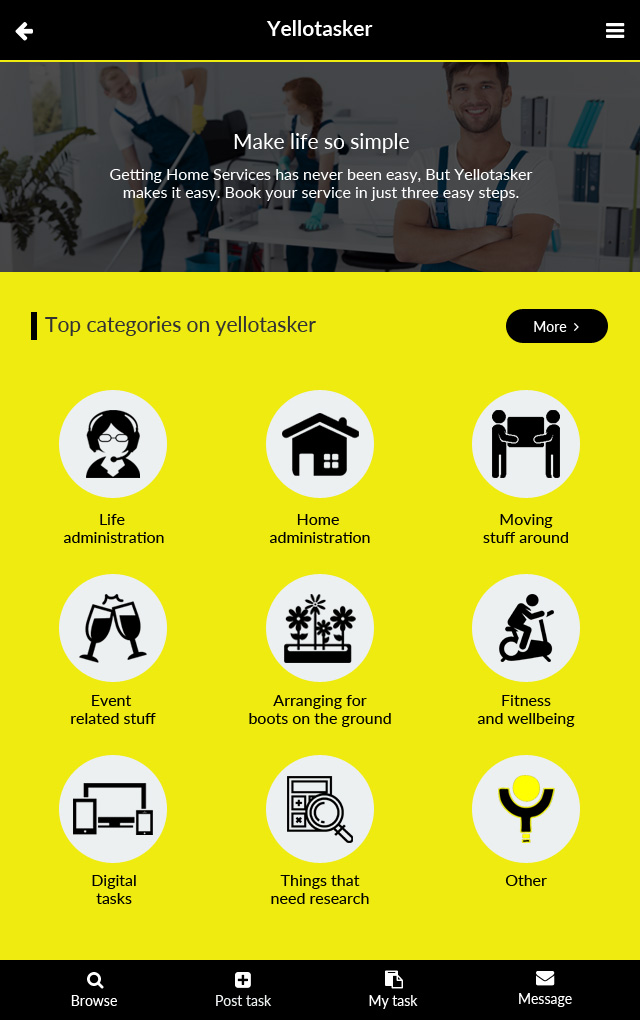 Yellotasker
Make life so simple
Getting Home Services has never been easy, But Yellotasker
makes it easy. Book your service in just three easy steps.
Top categories on yellotasker
More
Life
administration
Home
administration
Moving
stuff around
Event
related stuff
Arranging for
boots on the ground
Fitness
and wellbeing
Digital
tasks
Things that
need research
Other
Browse
Post task
My task
Message